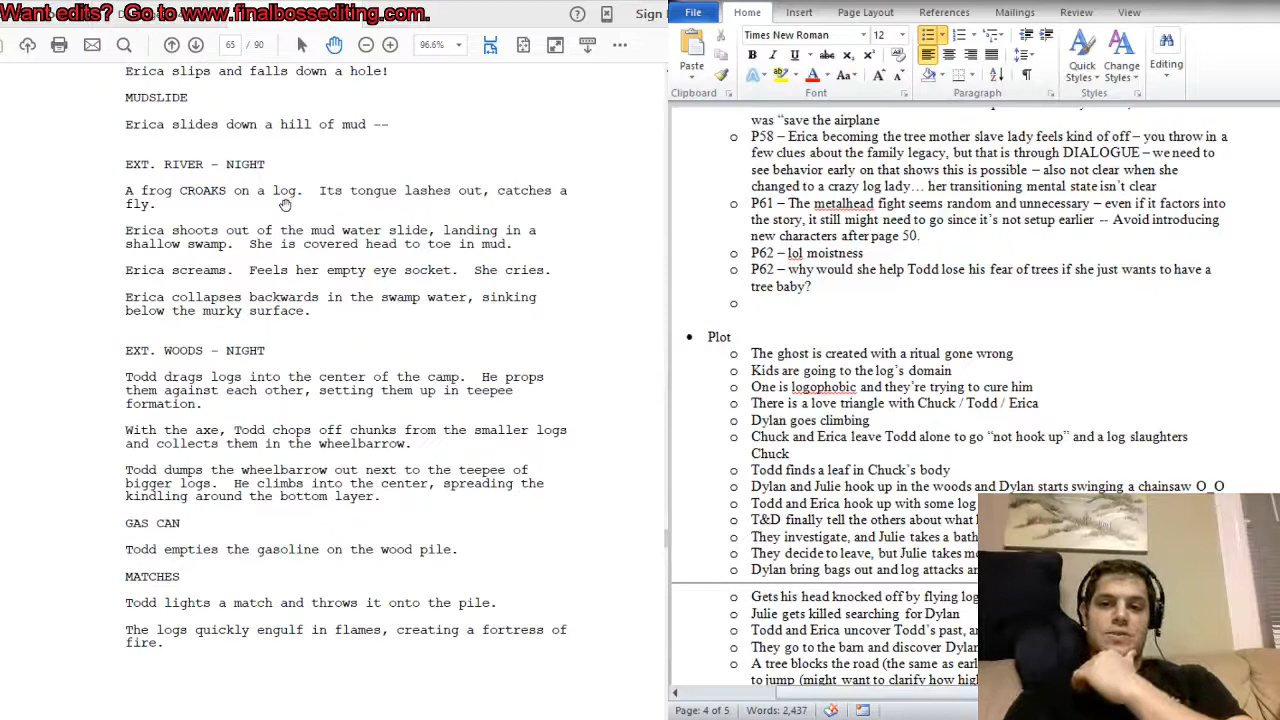 Want edits?  Go to www.finalbossediting.com.
Sign
65
96.6%
Erica slips and falls down a hole!
MUDSLIDE
Erica slides down a hill of mud --
EXT. RIVER - NIGHT
A frog CROAKS on a log.  Its tongue lashes out, catches a
fly.
Erica shoots out of the mud water slide, landing in a
shallow swamp.  She is covered head to toe in mud.
Erica screams.  Feels her empty eye socket.  She cries.
Erica collapses backwards in the swamp water, sinking
below the murky surface.
EXT. WOODS - NIGHT
Todd drags logs into the center of the camp.  He props
them against each other, setting them up in teepee
formation.
With the axe, Todd chops off chunks from the smaller logs
and collects them in the wheelbarrow.
Todd dumps the wheelbarrow out next to the teepee of
bigger logs.  He climbs into the center, spreading the
kindling around the bottom layer.
GAS CAN
Todd empties the gasoline on the wood pile.
MATCHES
Todd lights a match and throws it onto the pile.
The logs quickly engulf in flames, creating a fortress of
fire.
File Home Insert Page Layout References Mailings Review View
Times New Roman 12
Paste
Quick Styles
Change Styles
Editing
Clipboard Font Paragraph Styles
was “save the airplane
o P58 – Erica becoming the tree mother slave lady feels kind of off – you throw in a
few clues about the family legacy, but that is through DIALOGUE – we need to
see behavior early on that shows this is possible – also not clear when she
changed to a crazy log lady… her transitioning mental state isn’t clear
o P61 – The metalhead fight seems random and unnecessary – even if it factors into
the story, it still might need to go since it’s not setup earlier -- Avoid introducing
new characters after page 50.
o P62 – lol moistness
o P62 – why would she help Todd lose his fear of trees if she just wants to have a
tree baby?
o
• Plot
o The ghost is created with a ritual gone wrong
o Kids are going to the log’s domain
o One is logophobic and they’re trying to cure him
o There is a love triangle with Chuck / Todd / Erica
o Dylan goes climbing
o Chuck and Erica leave Todd alone to go “not hook up” and a log slaughters
Chuck
o Todd finds a leaf in Chuck’s body
o Dylan and Julie hook up in the woods and Dylan starts swinging a chainsaw O_O
o Todd and Erica hook up with some log
o T&D finally tell the others about what
o They investigate, and Julie takes a bath
o They decide to leave, but Julie takes
o Dylan bring bags out and log attacks
o Gets his head knocked off by flying log
o Julie gets killed searching for Dylan
o Todd and Erica uncover Todd’s past,
o They go to the barn and discover Dylan
o A tree blocks the road (the same as
to jump (might want to clarify how
Page: 4 of 5 Words: 2,437